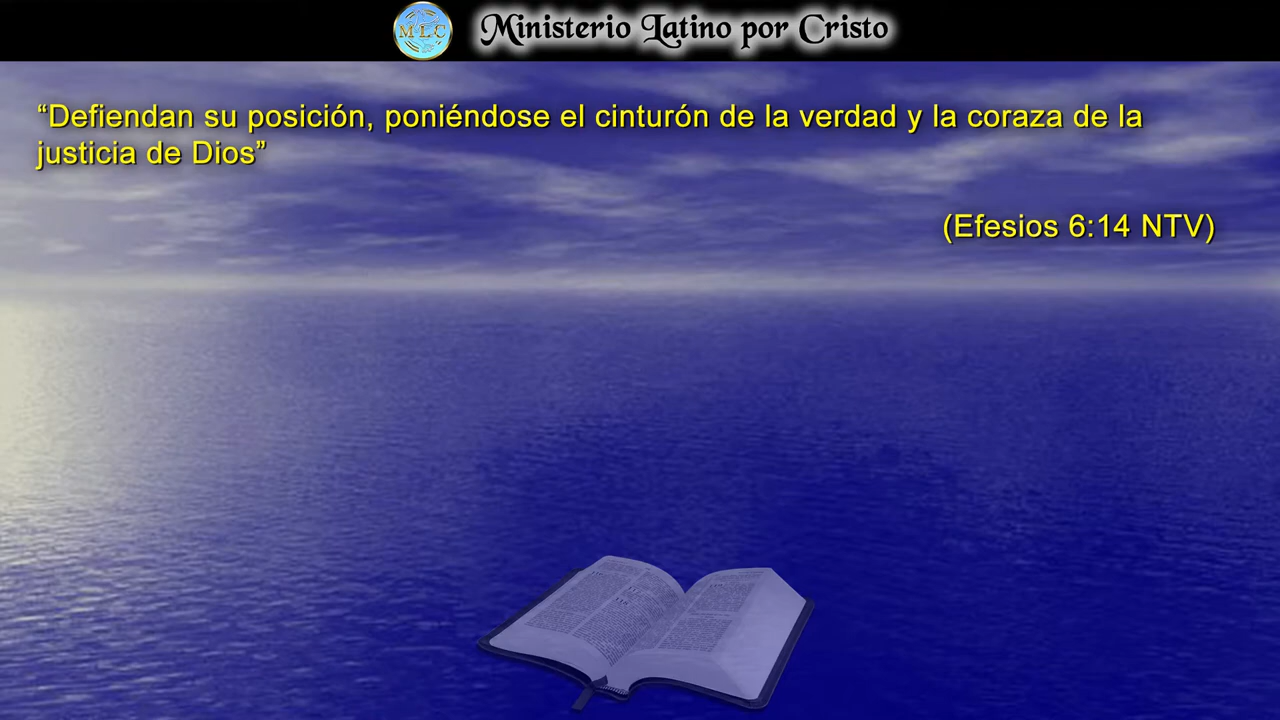 MLC
Ministerio Latino por Cristo
“Defiendan su posición, poniéndose el cinturón de la verdad y la coraza de la
justicia de Dios”
(Efesios 6:14 NTV)